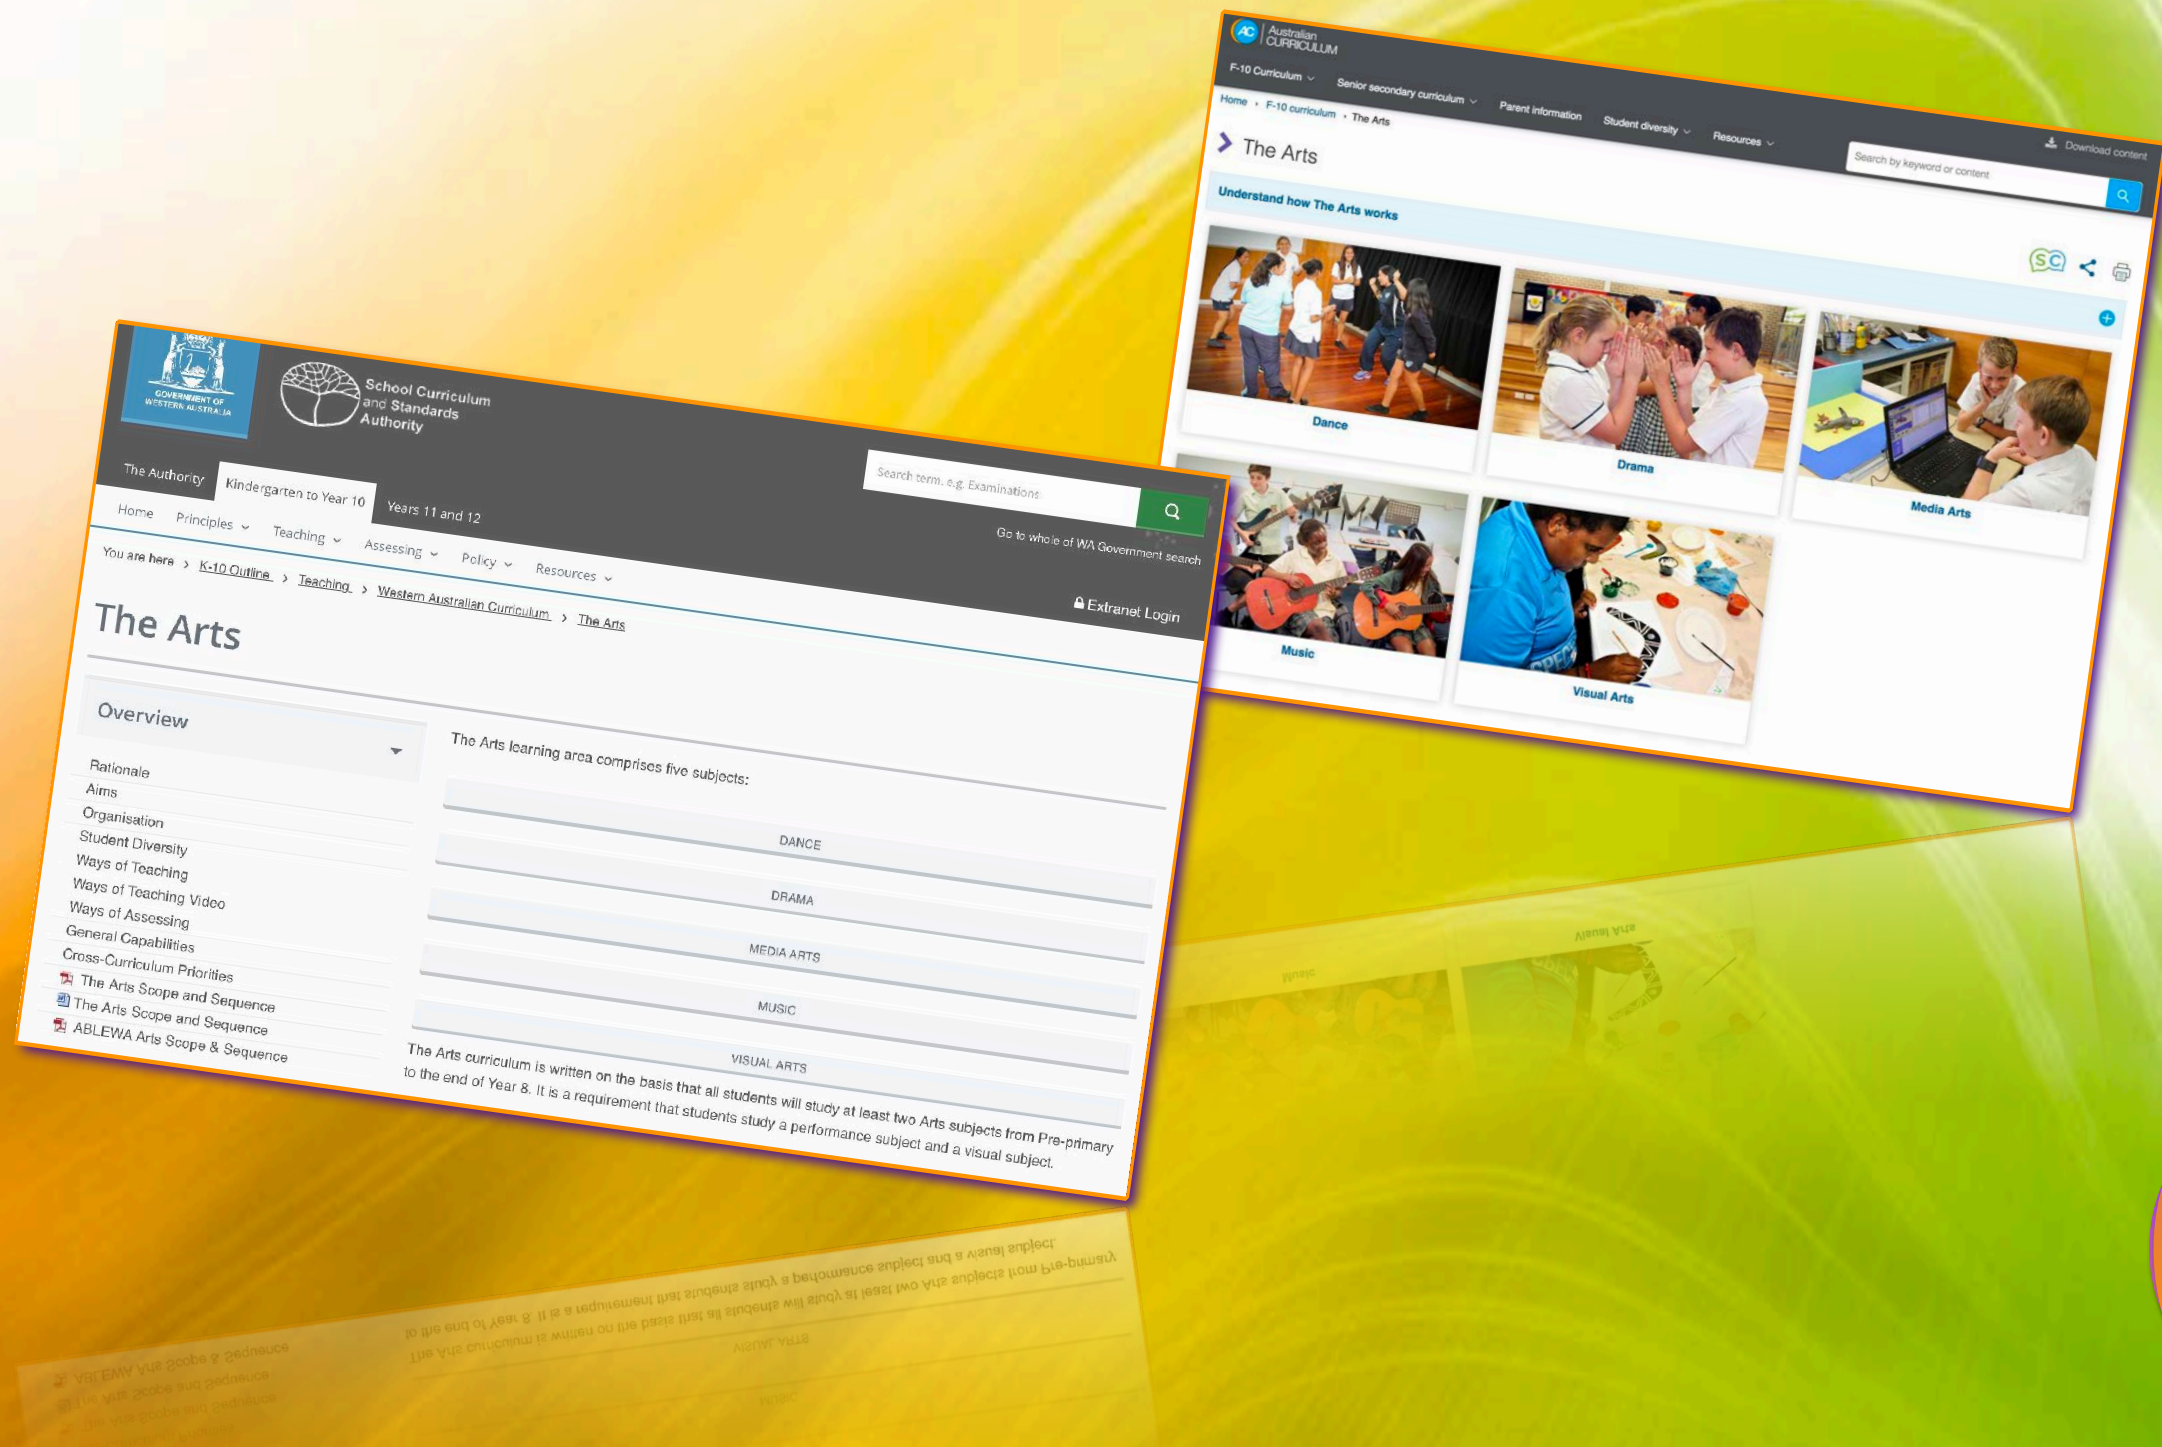 AC
Australian
CURRICULUM
F-10 Curriculum
Senior secondary curriculum
Parent information
Student diversity
Resources
Download content
Home
F-10 curriculum
The Arts
Search by keyword or content
The Arts
Understand how The Arts works
SC
Dance
Drama
Media Arts
Music
Visual Arts
GOVERNMENT OF
WESTERN AUSTRALIA
School Curriculum
and Standards
Authority
Search term. e.g. Examinations
Go to whole of WA Government search
The Authority
Kindergarten to Year 10
Years 11 and 12
Extranet Login
Home
Principles
Teaching
Assessing
Policy
Resources
You are here > K-10 Outline > Teaching > Western Australian Curriculum > The Arts
The Arts
Overview
Rationale
Aims
Organisation
Student Diversity
Ways of Teaching
Ways of Teaching Video
Ways of Assessing
General Capabilities
Cross-Curriculum Priorities
The Arts Scope and Sequence
The Arts Scope and Sequence
ABLEWA Arts Scope & Sequence
The Arts learning area comprises five subjects:
DANCE
DRAMA
MEDIA ARTS
MUSIC
VISUAL ARTS
The Arts curriculum is written on the basis that all students will study at least two Arts subjects from Pre-primary
to the end of Year 8. It is a requirement that students study a performance subject and a visual subject.